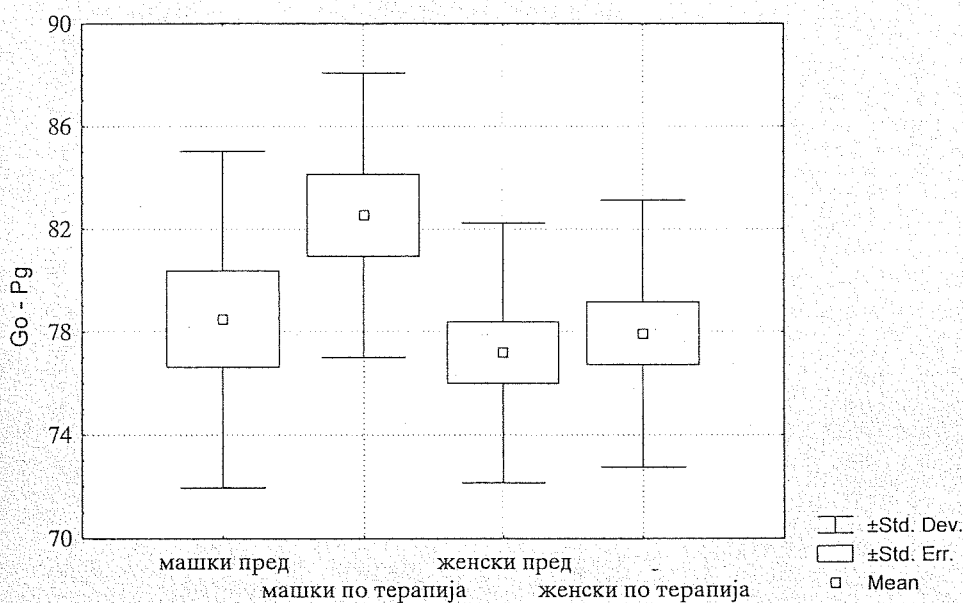 90
86
82
78
74
70
Go - Pg
машки пред
женски пред
машки по терапија
женски по терапија
±Std. Dev.
±Std. Err.
Mean